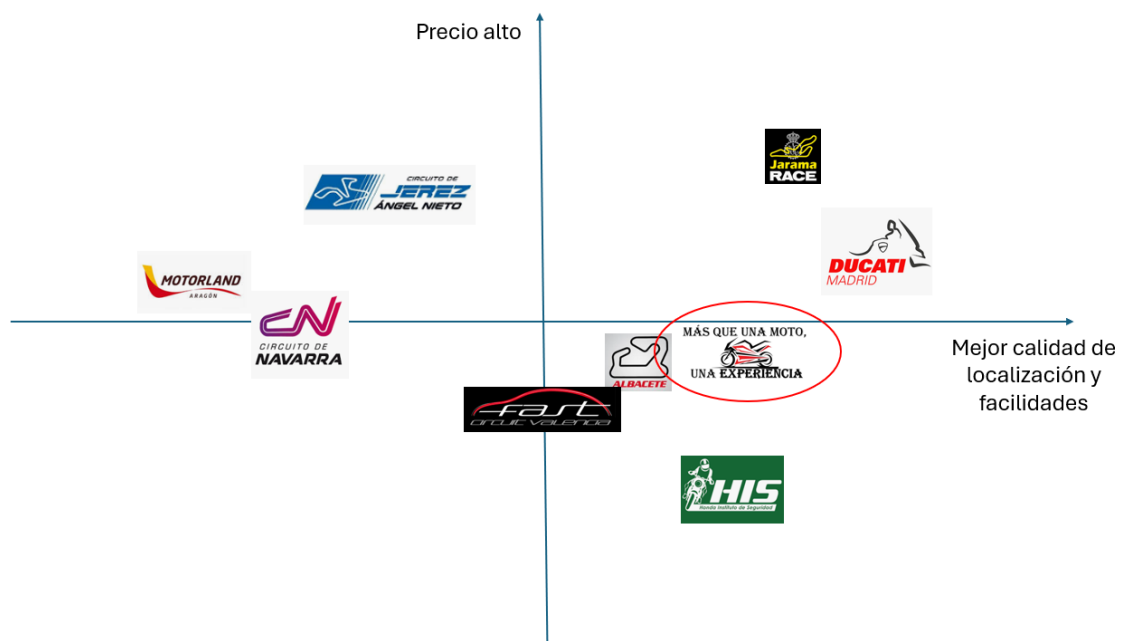 Precio alto
Jarama
RACE
CIRCUITO DE
JEREZ
ÁNGEL NIETO
DUCATI
MADRID
MOTORLAND
ARAGÓN
CIRCUITO DE
NAVARRA
MÁS QUE UNA MOTO,
UNA EXPERIENCIA
Mejor calidad de
localización y
facilidades
ALBACETE
fast
circuit valencia
HIS
Honda Instituto de Seguridad